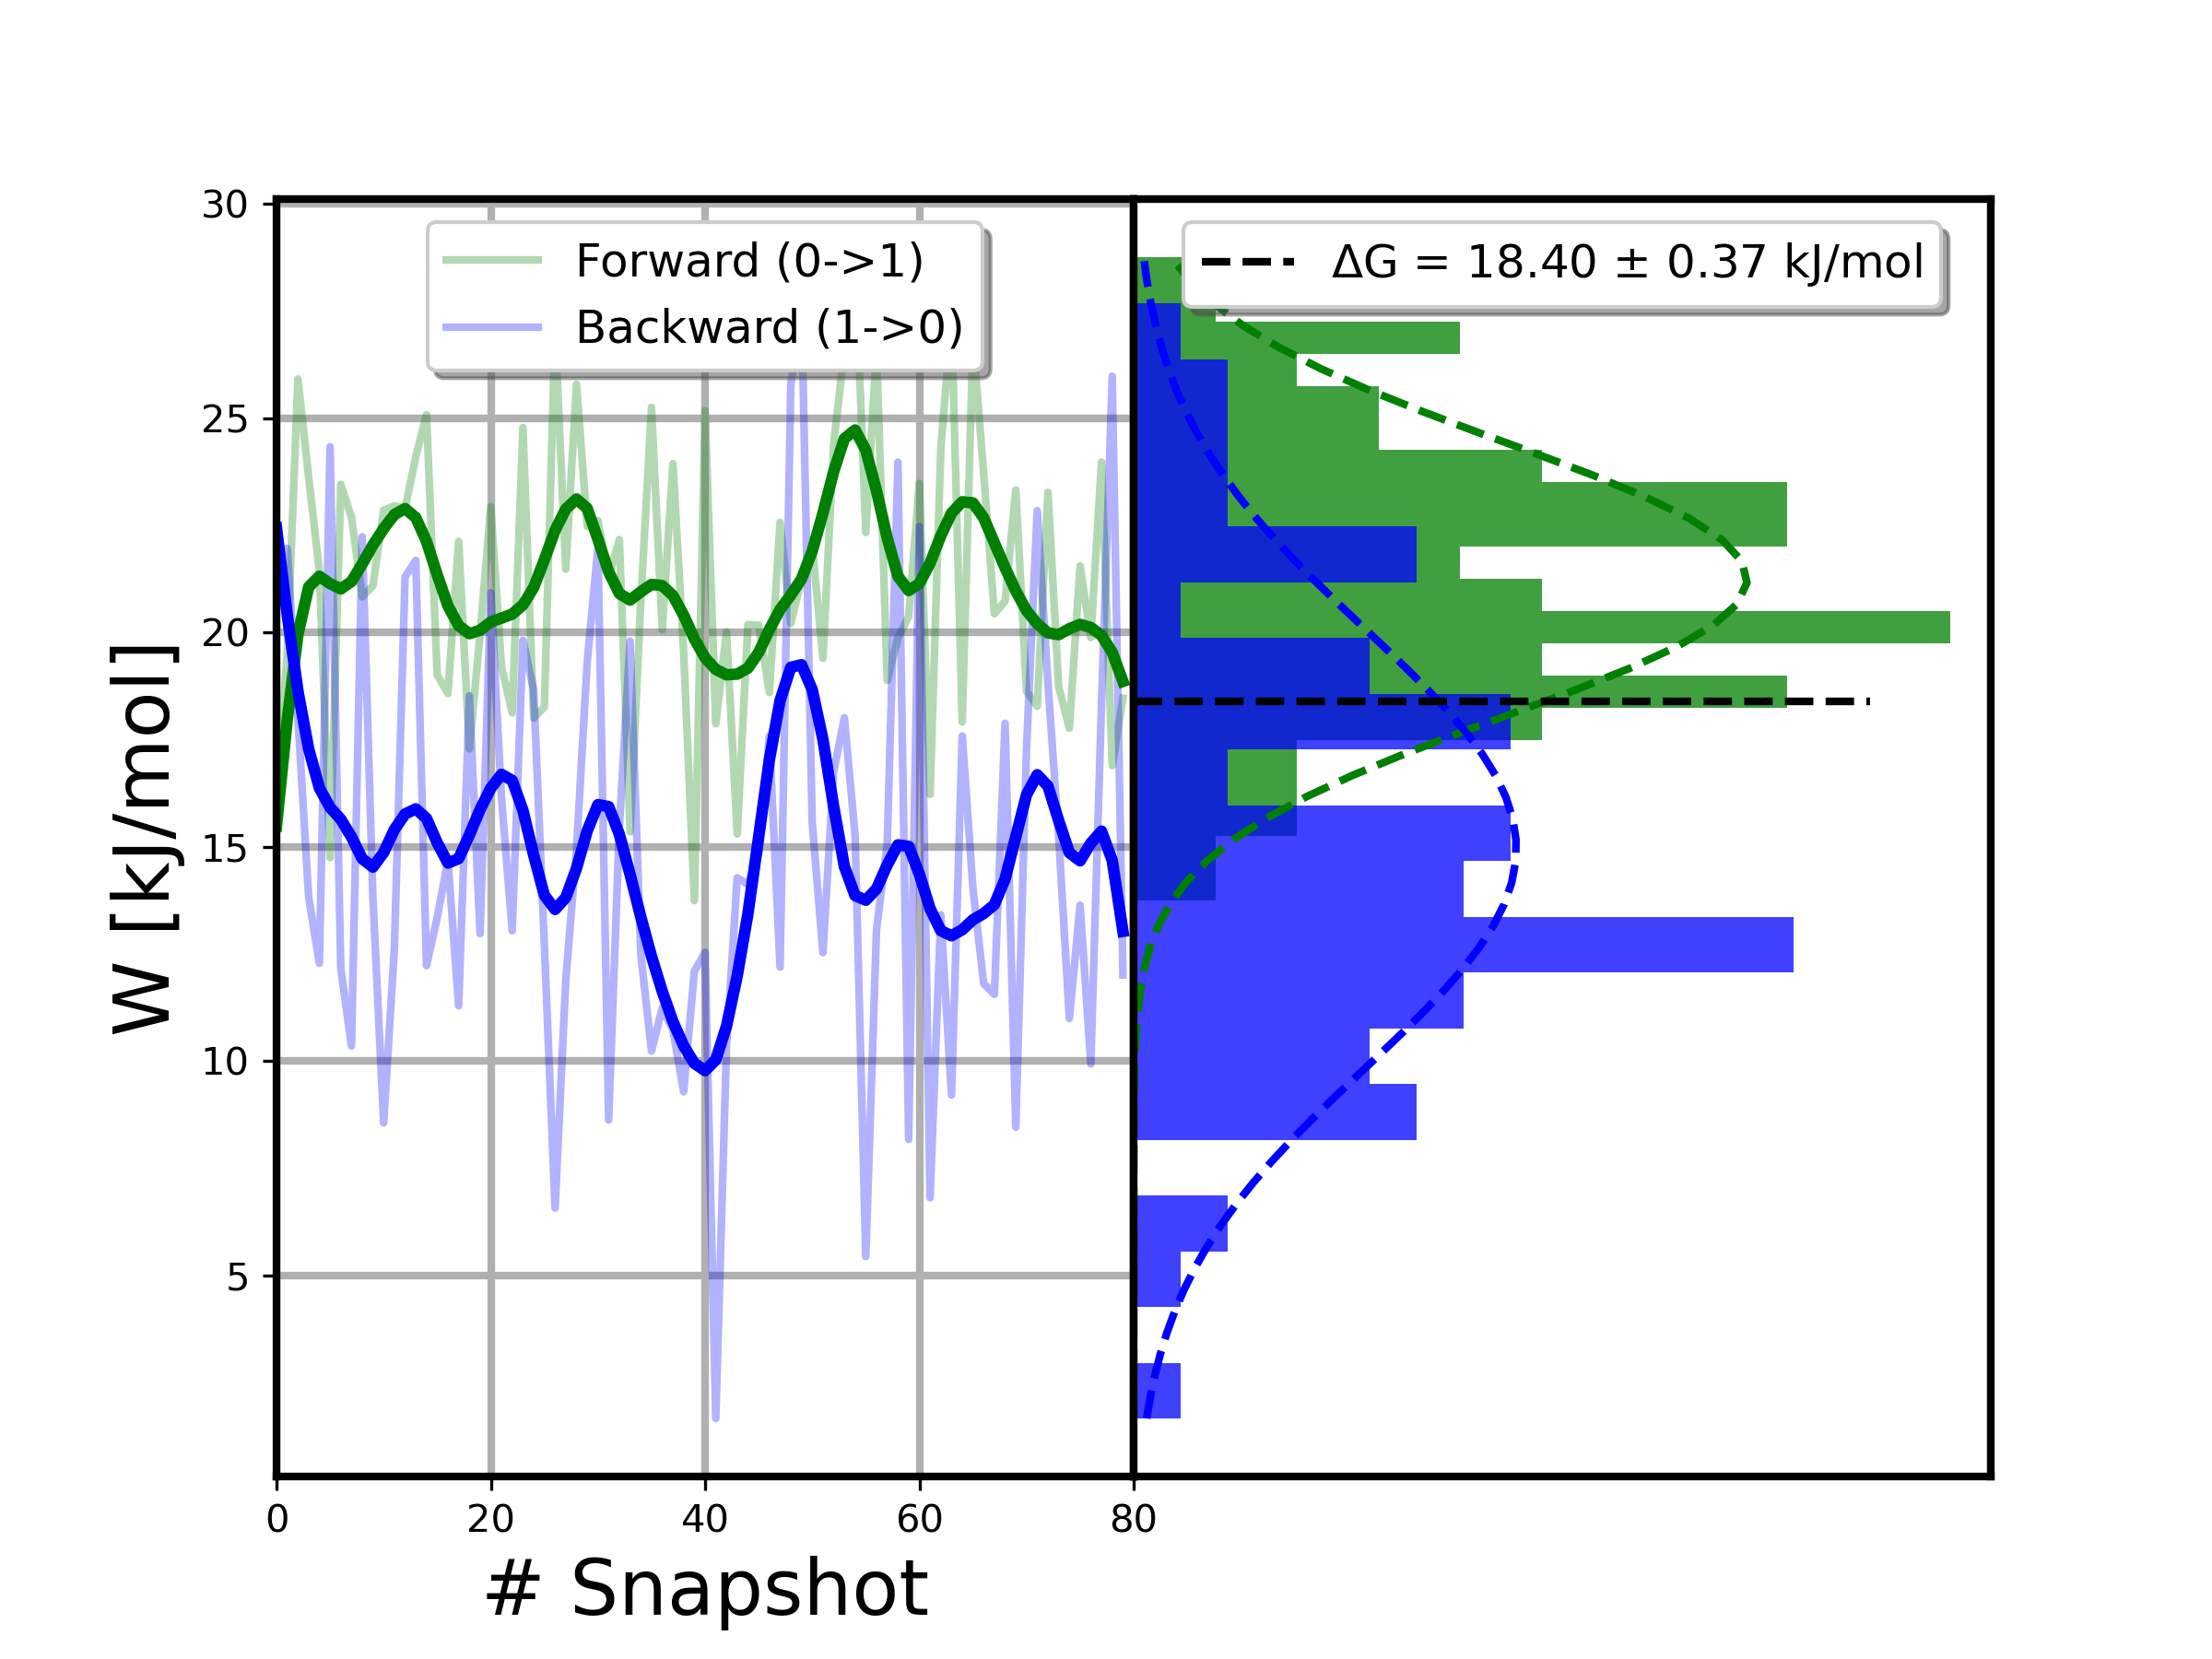 30
25
20
15
10
5
W [kJ/mol]
Forward (0->1)
Backward (1->0)
ΔG = 18.40 ± 0.37 kJ/mol
0 20 40 60 80
# Snapshot